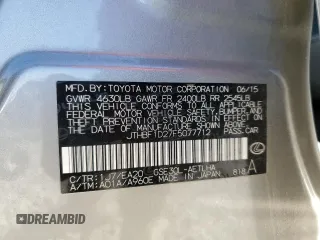 MFD. BY: TOYOTA MOTOR CORPORATION 06/15
GVWR 4630LB GAWR FR 2400LB RR 2545LB
THIS VEHICLE CONFORMS TO ALL APPLICABLE
FEDERAL MOTOR VEHICLE SAFETY, BUMPER, AND
THEFT PREVENTION STANDARDS IN EFFECT ON
THE DATE OF MANUFACTURE SHOWN ABOVE.
JTHBF1D27F5077712 PASS. CAR
C/TR: 1J7/EA20 GSE30L-AETLHA
A/TM: A01A/A960E MADE IN JAPAN 810 A
AUTOBIDCAR